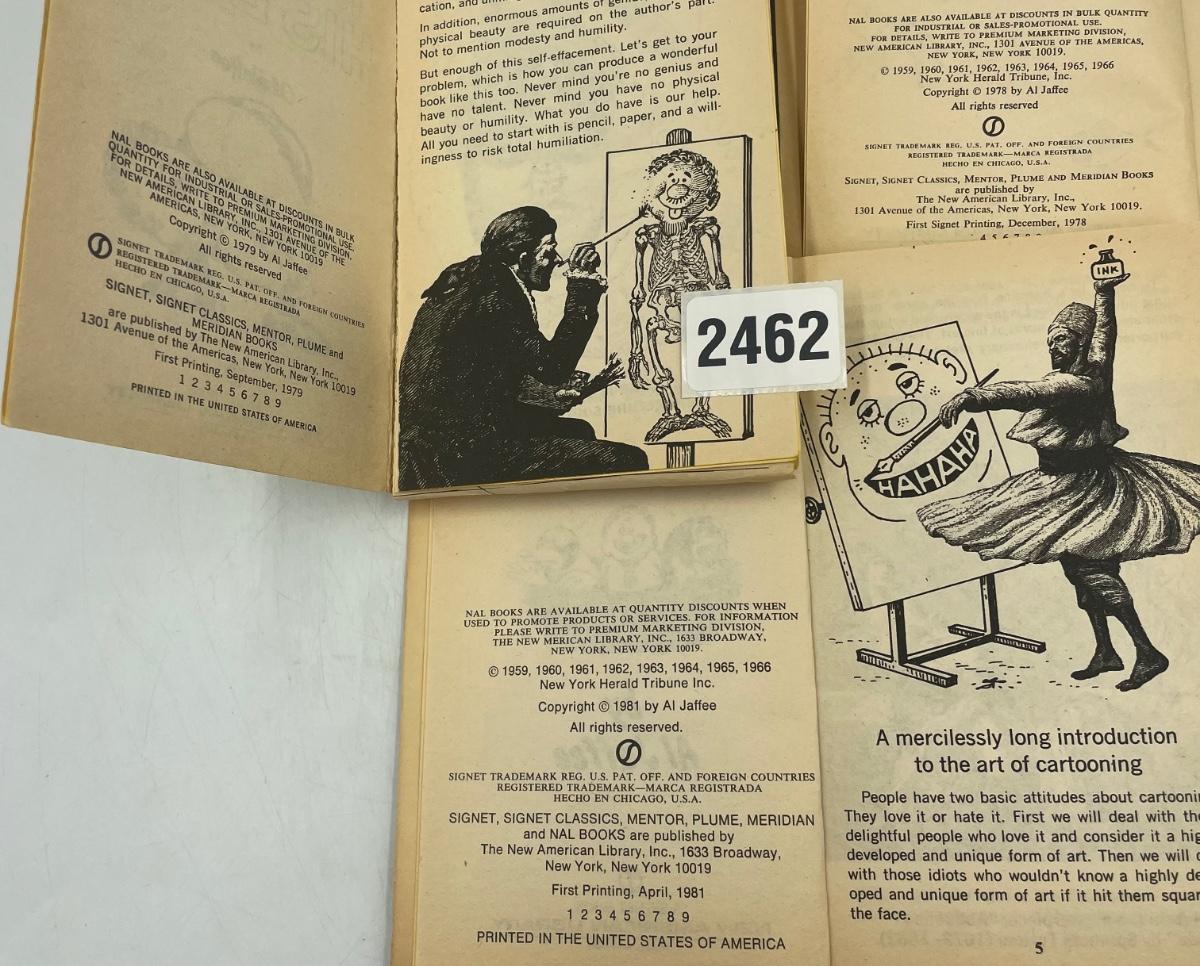 NAL BOOKS ARE ALSO AVAILABLE AT DISCOUNTS IN BULK
QUANTITY FOR INDUSTRIAL OR SALES-PROMOTIONAL USE.
FOR DETAILS, WRITE TO PREMIUM MARKETING DIVISION,
NEW AMERICAN LIBRARY, INC., 1301 AVENUE OF THE
AMERICAS, NEW YORK, NEW YORK 10019
Copyright © 1979 by Al Jaffee
All rights reserved
SIGNET TRADEMARK REG. U.S. PAT. OFF. AND FOREIGN COUNTRIES
REGISTERED TRADEMARK—MARCA REGISTRADA
HECHO EN CHICAGO, U.S.A.
SIGNET, SIGNET CLASSICS, MENTOR, PLUME and
MERIDIAN BOOKS
are published by The New American Library, Inc.,
1301 Avenue of the Americas, New York, New York 10019
First Printing, September, 1979
1 2 3 4 5 6 7 8 9
PRINTED IN THE UNITED STATES OF AMERICA
In addition, enormous amounts of
physical beauty are required on the author's part.
Not to mention modesty and humility.
But enough of this self-effacement. Let's get to your
problem, which is how you can produce a wonderful
book like this too. Never mind you're no genius and
have no talent. Never mind you have no physical
beauty or humility. What you do have is our help.
All you need to start with is pencil, paper, and a will-
ingness to risk total humiliation.
2462
NAL BOOKS ARE ALSO AVAILABLE AT DISCOUNTS IN BULK QUANTITY
FOR INDUSTRIAL OR SALES-PROMOTIONAL USE.
FOR DETAILS, WRITE TO PREMIUM MARKETING DIVISION,
NEW AMERICAN LIBRARY, INC., 1301 AVENUE OF THE AMERICAS,
NEW YORK, NEW YORK 10019.
© 1959, 1960, 1961, 1962, 1963, 1964, 1965, 1966
New York Herald Tribune, Inc.
Copyright © 1978 by Al Jaffee
All rights reserved
SIGNET TRADEMARK REG. U.S. PAT. OFF. AND FOREIGN COUNTRIES
REGISTERED TRADEMARK—MARCA REGISTRADA
HECHO EN CHICAGO, U.S.A.
SIGNET, SIGNET CLASSICS, MENTOR, PLUME AND MERIDIAN BOOKS
are published by
The New American Library, Inc.,
1301 Avenue of the Americas, New York, New York 10019.
First Signet Printing, December, 1978
4 5 6 7 8 9
INK
HAHAHA
NAL BOOKS ARE AVAILABLE AT QUANTITY DISCOUNTS WHEN
USED TO PROMOTE PRODUCTS OR SERVICES. FOR INFORMATION
PLEASE WRITE TO PREMIUM MARKETING DIVISION,
THE NEW MERICAN LIBRARY, INC., 1633 BROADWAY,
NEW YORK, NEW YORK 10019.
© 1959, 1960, 1961, 1962, 1963, 1964, 1965, 1966
New York Herald Tribune Inc.
Copyright © 1981 by Al Jaffee
All rights reserved.
SIGNET TRADEMARK REG. U.S. PAT. OFF. AND FOREIGN COUNTRIES
REGISTERED TRADEMARK—MARCA REGISTRADA
HECHO EN CHICAGO, U.S.A.
SIGNET, SIGNET CLASSICS, MENTOR, PLUME, MERIDIAN
and NAL BOOKS are published by
The New American Library, Inc., 1633 Broadway,
New York, New York 10019
First Printing, April, 1981
1 2 3 4 5 6 7 8 9
PRINTED IN THE UNITED STATES OF AMERICA
A mercilessly long introduction
to the art of cartooning
People have two basic attitudes about
They love it or hate it. First we will deal with
delightful people who love it and consider it a
developed and unique form of art. Then we will
with those idiots who wouldn't know a highly
oped and unique form of art if it hit them
the face.
5